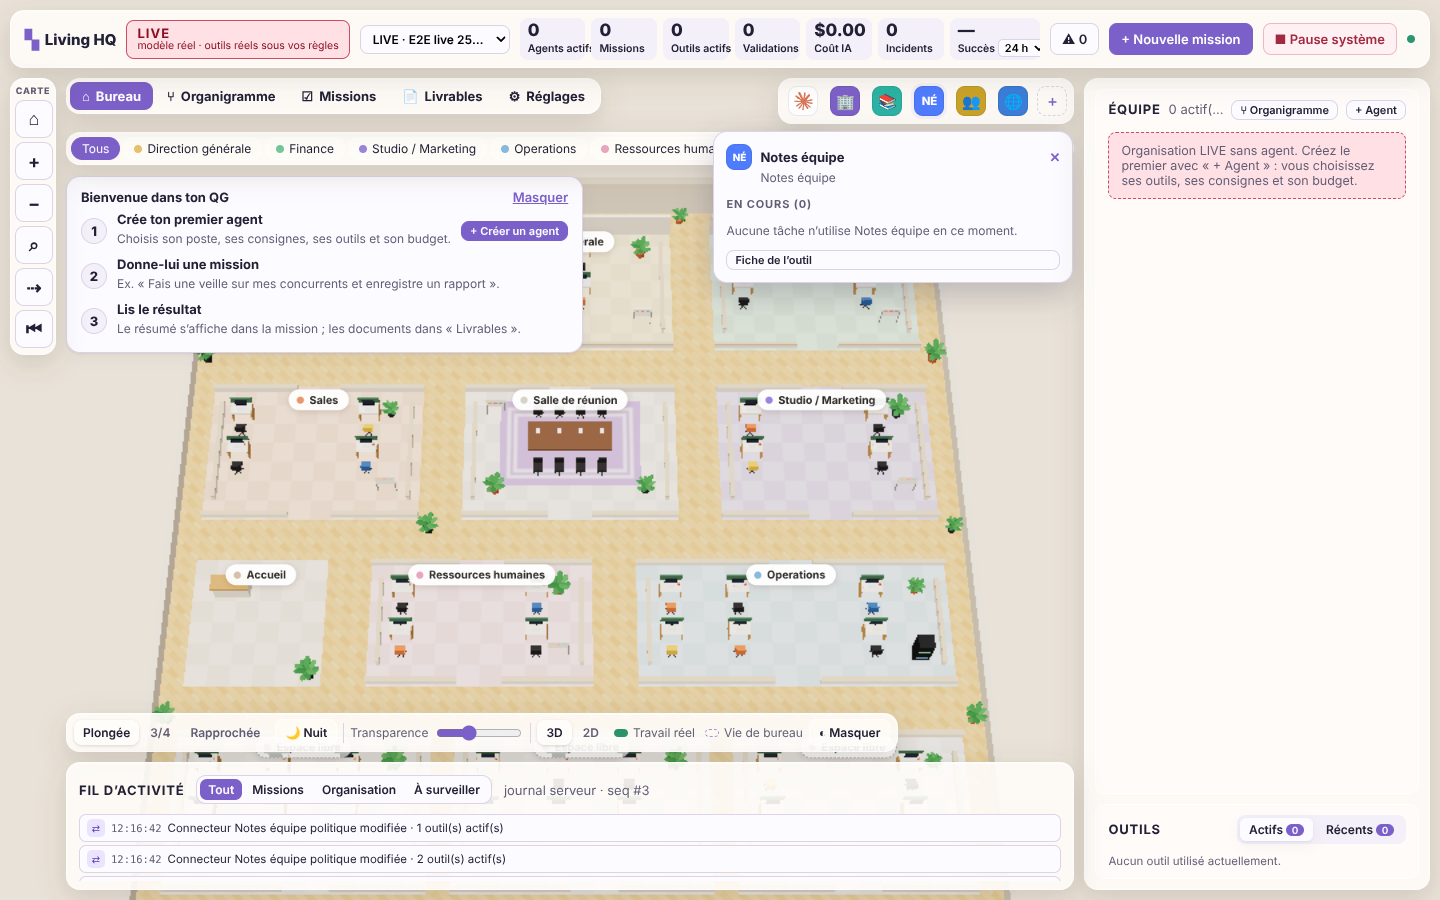 Living HQ
LIVE
modèle réel · outils réels sous vos règles
LIVE · E2E live 25...
0
Agents actifs
0
Missions
0
Outils actifs
0
Validations
$0.00
Coût IA
0
Incidents
—
Succès 24 h
0
+ Nouvelle mission
Pause système
CARTE
Bureau
Organigramme
Missions
Livrables
Réglages
NÉ
+
Tous
Direction générale
Finance
Studio / Marketing
Operations
Ressources huma
Bienvenue dans ton QG
Masquer
1
Crée ton premier agent
Choisis son poste, ses consignes, ses outils et son budget.
+ Créer un agent
2
Donne-lui une mission
Ex. « Fais une veille sur mes concurrents et enregistre un rapport ».
3
Lis le résultat
Le résumé s’affiche dans la mission ; les documents dans « Livrables ».
NÉ
Notes équipe
×
Notes équipe
EN COURS (0)
Aucune tâche n’utilise Notes équipe en ce moment.
Fiche de l’outil
érale
Sales
Salle de réunion
Studio / Marketing
Accueil
Ressources humaines
Operations
Plongée
3/4
Rapprochée
Nuit
Transparence
3D
2D
Travail réel
Vie de bureau
Masquer
Espace libre
Espace libre
Espace libre
FIL D’ACTIVITÉ
Tout
Missions
Organisation
À surveiller
journal serveur · seq #3
12:16:42 Connecteur Notes équipe politique modifiée · 1 outil(s) actif(s)
12:16:42 Connecteur Notes équipe politique modifiée · 2 outil(s) actif(s)
ÉQUIPE
0 actif(...
Organigramme
+ Agent
Organisation LIVE sans agent. Créez le
premier avec « + Agent » : vous choisissez
ses outils, ses consignes et son budget.
OUTILS
Actifs 0
Récents 0
Aucun outil utilisé actuellement.